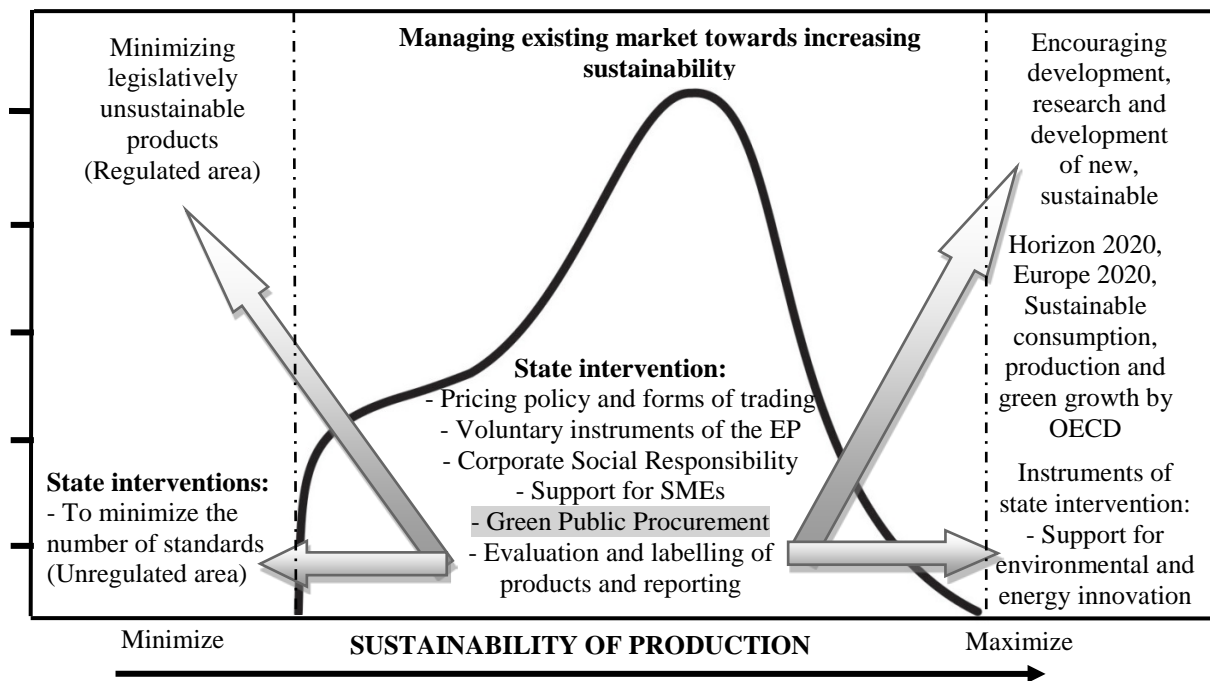 Minimizing
legislatively
unsustainable
products
(Regulated area)
State interventions:
- To minimize the
number of standards
(Unregulated area)
Managing existing market towards increasing
sustainability
State intervention:
- Pricing policy and forms of trading
- Voluntary instruments of the EP
- Corporate Social Responsibility
- Support for SMEs
- Green Public Procurement
- Evaluation and labelling of
products and reporting
Encouraging
development,
research and
development
of new,
sustainable
Horizon 2020,
Europe 2020,
Sustainable
consumption,
production and
green growth by
OECD
Instruments of
state intervention:
- Support for
environmental and
energy innovation
Minimize
SUSTAINABILITY OF PRODUCTION
Maximize